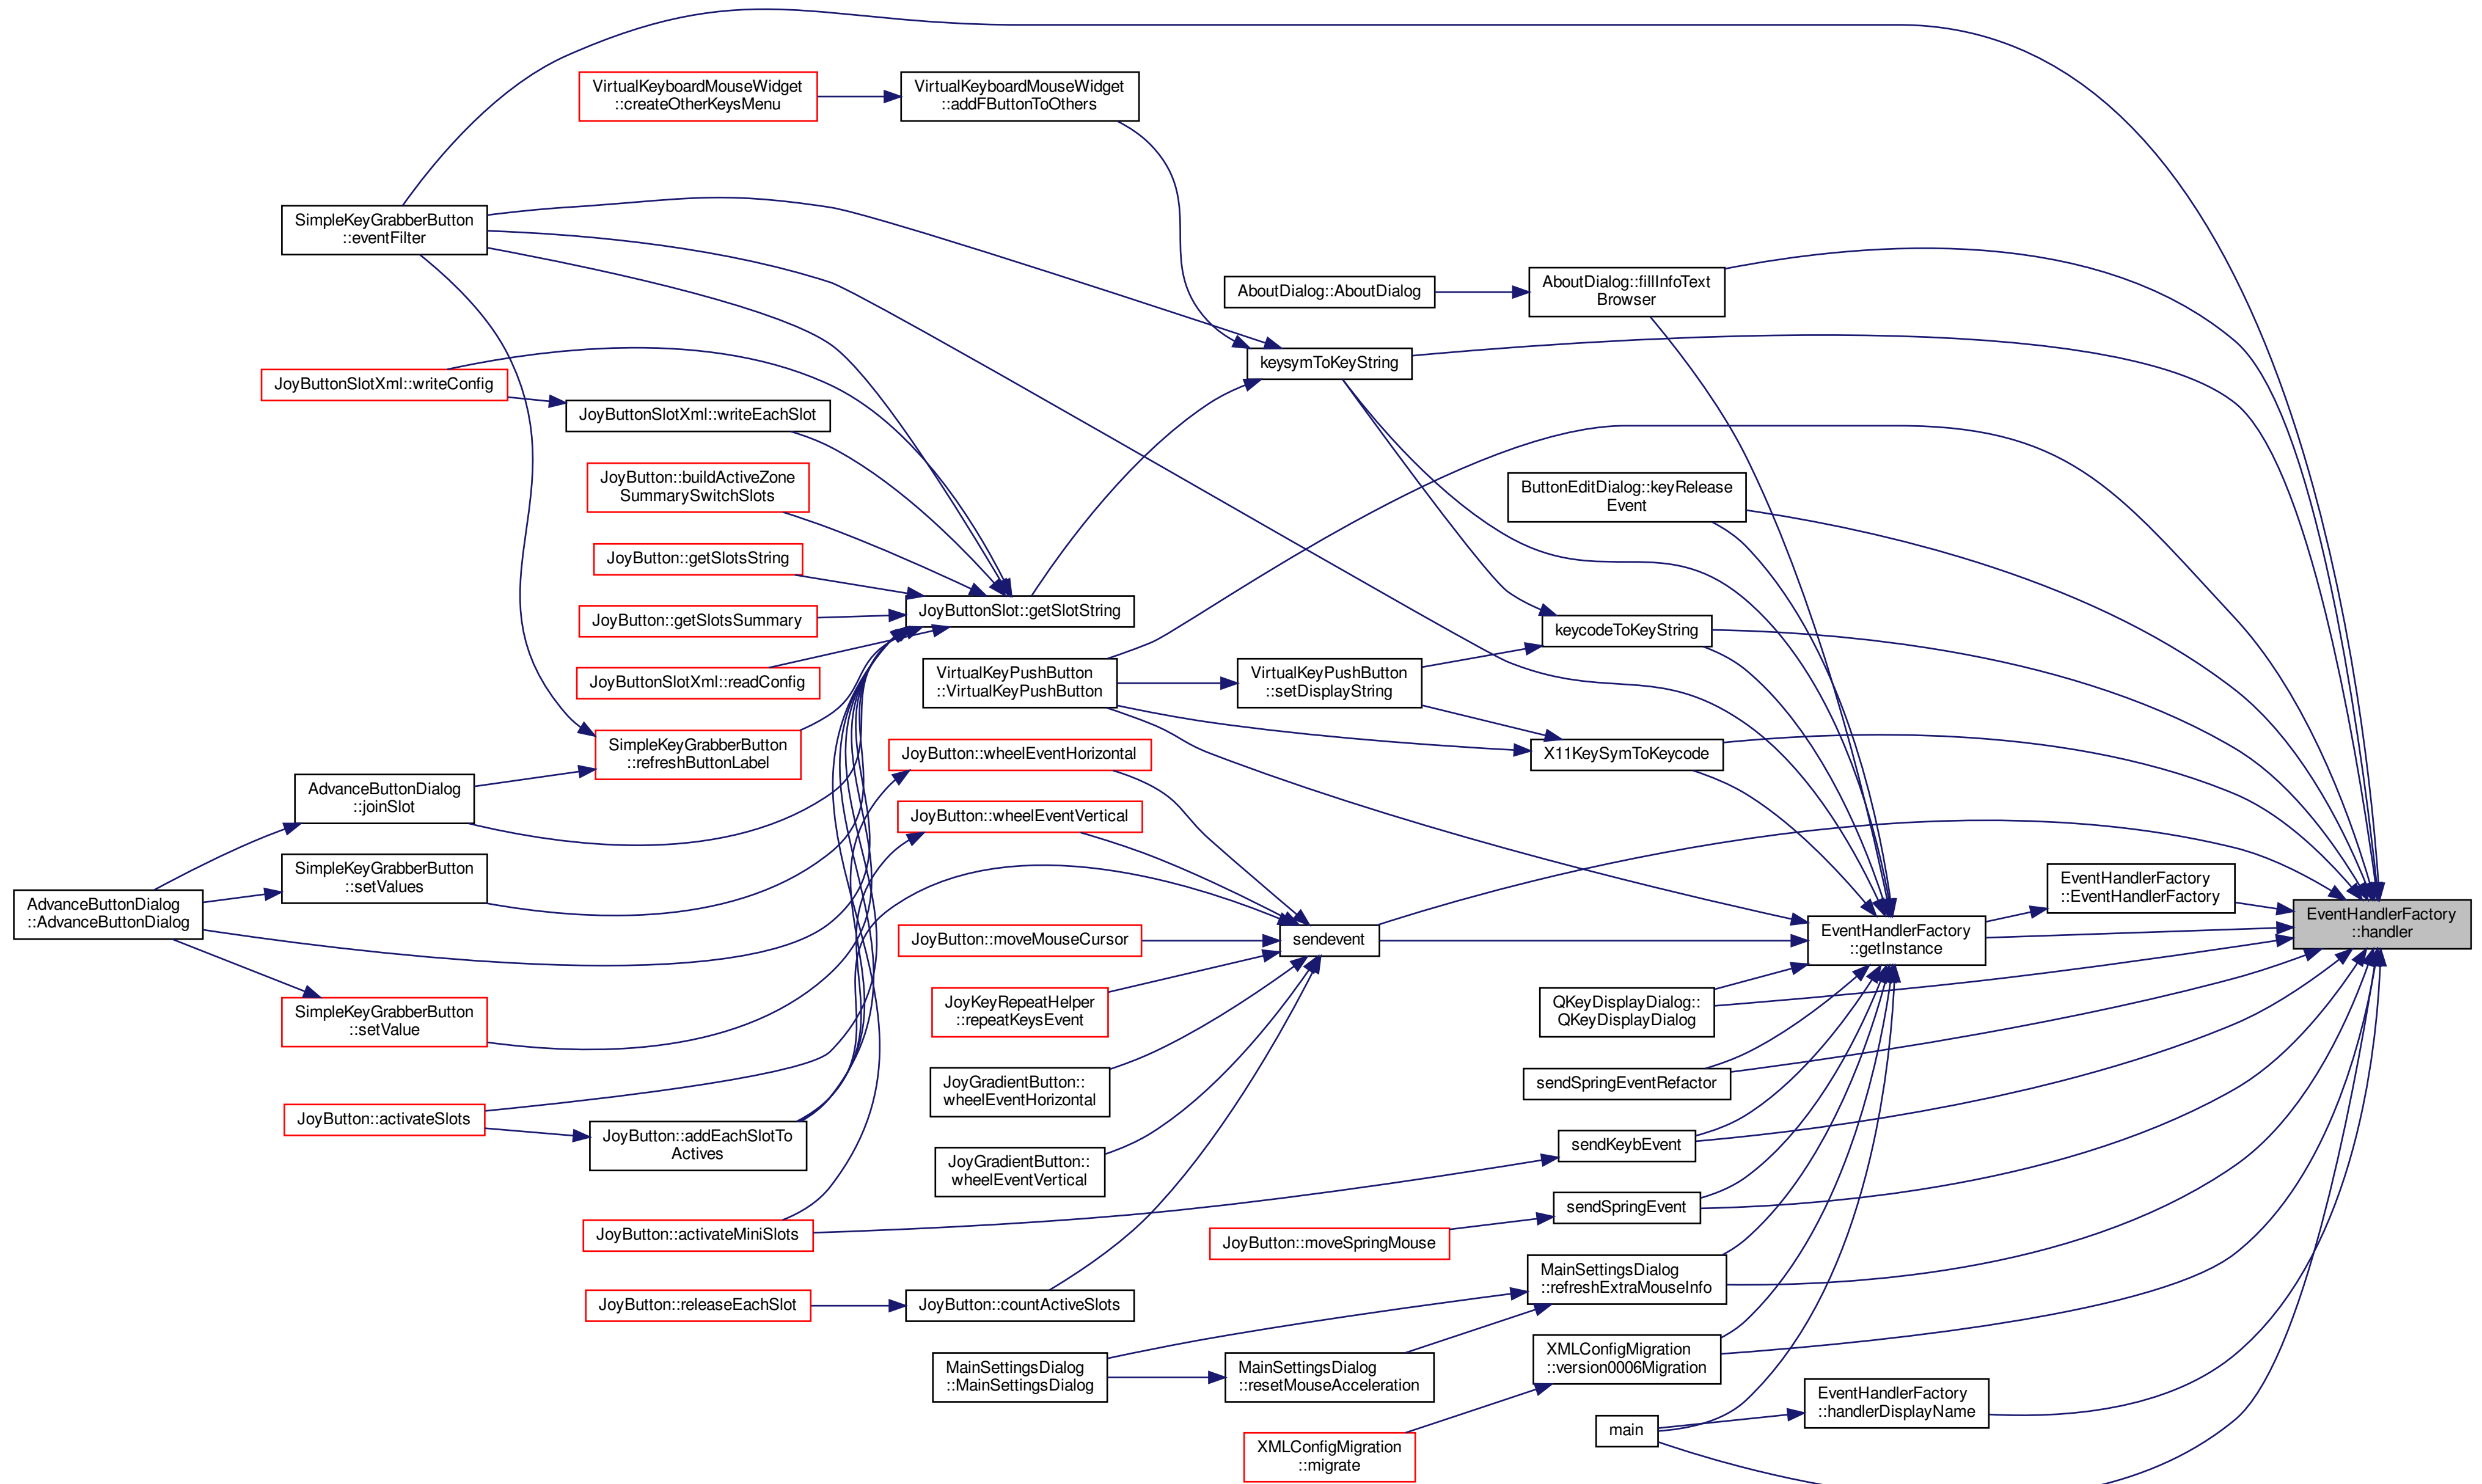 VirtualKeyboardMouseWidget
::createOtherKeysMenu
VirtualKeyboardMouseWidget
::addFButtonToOthers
SimpleKeyGrabberButton
::eventFilter
AboutDialog::AboutDialog
AboutDialog::fillInfoText
Browser
keysymToKeyString
JoyButtonSlotXml::writeConfig
JoyButtonSlotXml::writeEachSlot
JoyButton::buildActiveZone
SummarySwitchSlots
ButtonEditDialog::keyRelease
Event
JoyButton::getSlotsString
JoyButtonSlot::getSlotString
JoyButton::getSlotsSummary
keycodeToKeyString
JoyButtonSlotXml::readConfig
VirtualKeyPushButton
::VirtualKeyPushButton
VirtualKeyPushButton
::setDisplayString
SimpleKeyGrabberButton
::refreshButtonLabel
JoyButton::wheelEventHorizontal
X11KeySymToKeycode
AdvanceButtonDialog
::joinSlot
JoyButton::wheelEventVertical
SimpleKeyGrabberButton
::setValues
EventHandlerFactory
::EventHandlerFactory
AdvanceButtonDialog
::AdvanceButtonDialog
EventHandlerFactory
::handler
JoyButton::moveMouseCursor
sendevent
EventHandlerFactory
::getInstance
SimpleKeyGrabberButton
::setValue
JoyKeyRepeatHelper
::repeatKeysEvent
QKeyDisplayDialog::
QKeyDisplayDialog
JoyGradientButton::
wheelEventHorizontal
sendSpringEventRefactor
JoyButton::activateSlots
JoyButton::addEachSlotTo
Actives
sendKeybEvent
JoyGradientButton::
wheelEventVertical
sendSpringEvent
JoyButton::activateMiniSlots
JoyButton::moveSpringMouse
MainSettingsDialog
::refreshExtraMouseInfo
JoyButton::releaseEachSlot
JoyButton::countActiveSlots
XMLConfigMigration
::version0006Migration
MainSettingsDialog
::MainSettingsDialog
MainSettingsDialog
::resetMouseAcceleration
EventHandlerFactory
::handlerDisplayName
main
XMLConfigMigration
::migrate